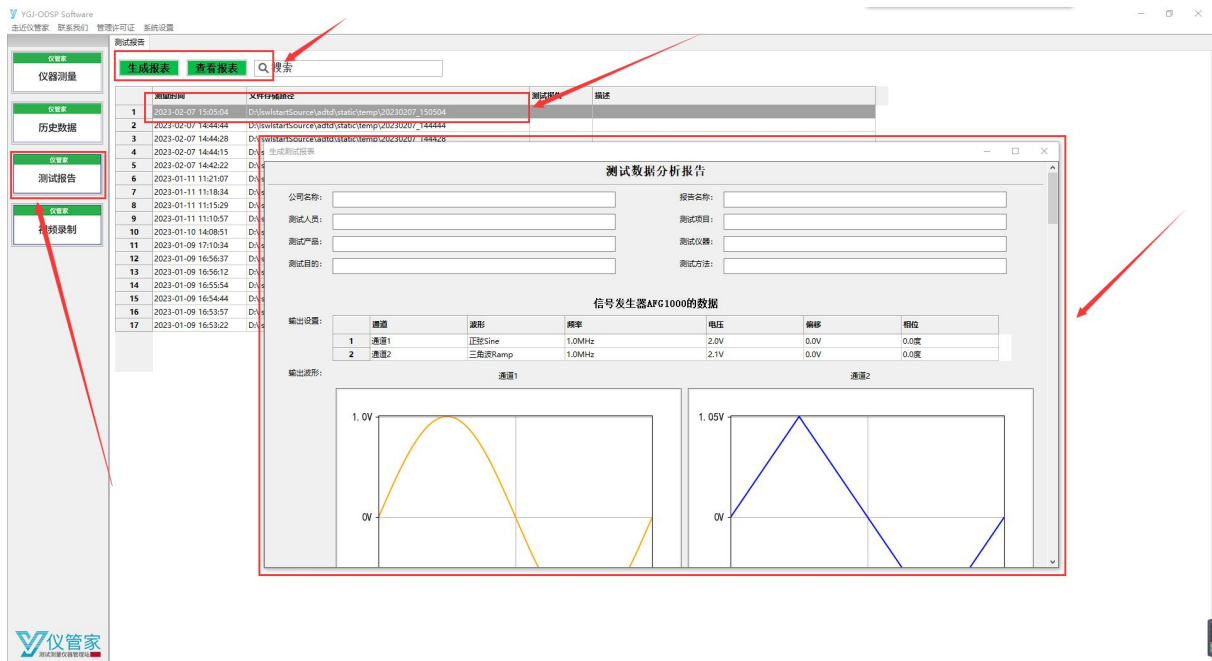 YGJ-ODSP Software
走近仪管家 联系我们 管理许可证 系统设置
测试报告
仪管家
仪器测量
仪管家
历史数据
仪管家
测试报告
仪管家
视频录制
生成报表 查看报表 搜索
测量时间 文件存储路径 测试报告 描述
1 2023-02-07 15:05:04 D:\lswlstartSource\adtd\static\temp\20230207_150504
2 2023-02-07 14:44:44 D:\lswlstartSource\adtd\static\temp\20230207_144444
3 2023-02-07 14:44:28 D:\lswlstartSource\adtd\static\temp\20230207_144428
4 2023-02-07 14:44:15 D:\
5 2023-02-07 14:42:22 D:\
6 2023-01-11 11:21:07 D:\
7 2023-01-11 11:18:34 D:\
8 2023-01-11 11:15:29 D:\
9 2023-01-11 11:10:57 D:\
10 2023-01-10 14:08:51 D:\
11 2023-01-09 17:10:34 D:\
12 2023-01-09 16:56:37 D:\
13 2023-01-09 16:56:12 D:\
14 2023-01-09 16:55:54 D:\
15 2023-01-09 16:54:44 D:\
16 2023-01-09 16:53:57 D:\
17 2023-01-09 16:53:22 D:\
生成测试报表
测试数据分析报告
公司名称: 报告名称:
测试人员: 测试项目:
测试产品: 测试仪器:
测试目的: 测试方法:
信号发生器AFG1000的数据
输出设置:
通道 波形 频率 电压 偏移 相位
1 通道1 正弦Sine 1.0MHz 2.0V 0.0V 0.0度
2 通道2 三角波Ramp 1.0MHz 2.1V 0.0V 0.0度
输出波形:
通道1 通道2
1.0V 1.05V
0V 0V
仪管家
测试测量仪器管理站